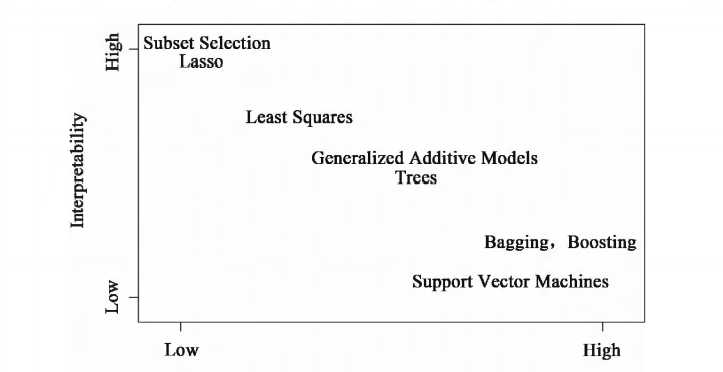 High
Subset Selection
Lasso
Least Squares
Interpretability
Generalized Additive Models
Trees
Bagging，Boosting
Support Vector Machines
Low
Low
High